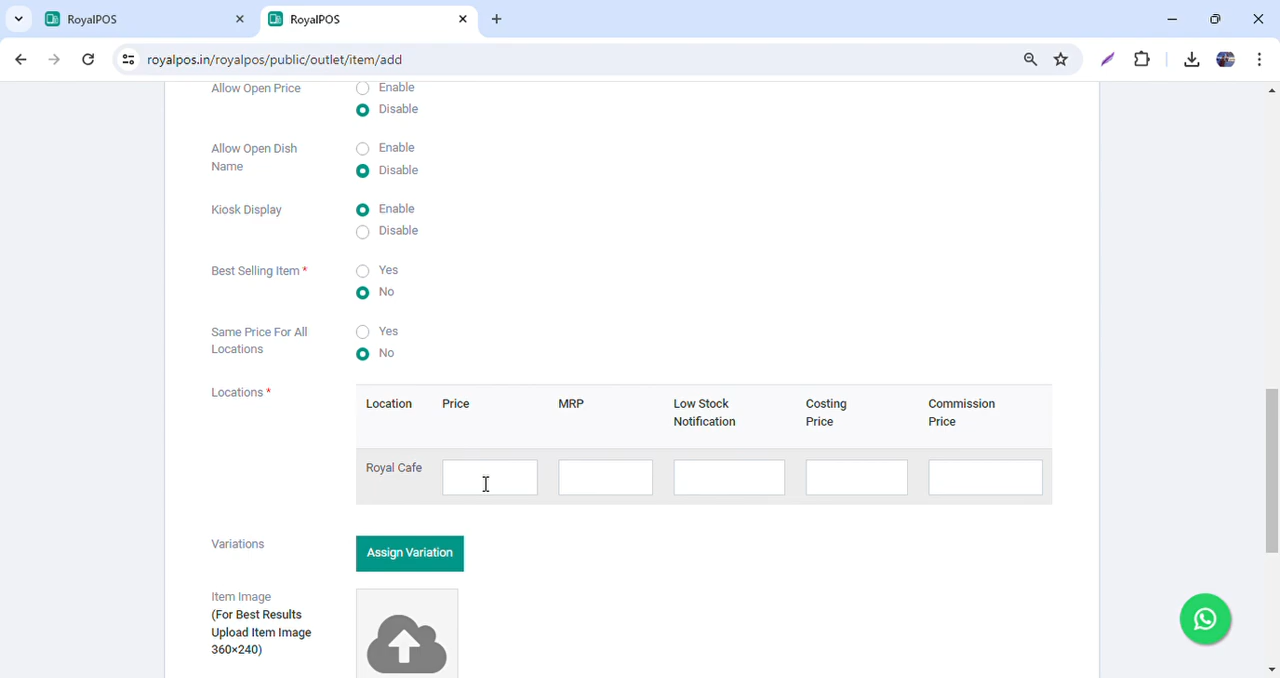 RoyalPOS
RoyalPOS
royalpos.in/royalpos/public/outlet/item/add
Allow Open Price
Enable
Disable
Allow Open Dish
Name
Enable
Disable
Kiosk Display
Enable
Disable
Best Selling Item *
Yes
No
Same Price For All
Locations
Yes
No
Locations *
Location Price MRP Low Stock Notification Costing Price Commission Price
Royal Cafe
Variations
Assign Variation
Item Image
(For Best Results
Upload Item Image
360×240)